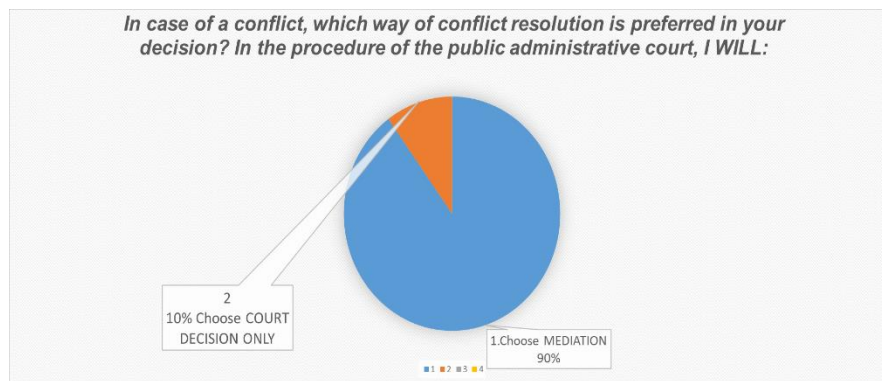 In case of a conflict, which way of conflict resolution is preferred in your
decision? In the procedure of the public administrative court, I WILL:
2
10% Choose COURT
DECISION ONLY
1.Choose MEDIATION
90%
1 2 3 4